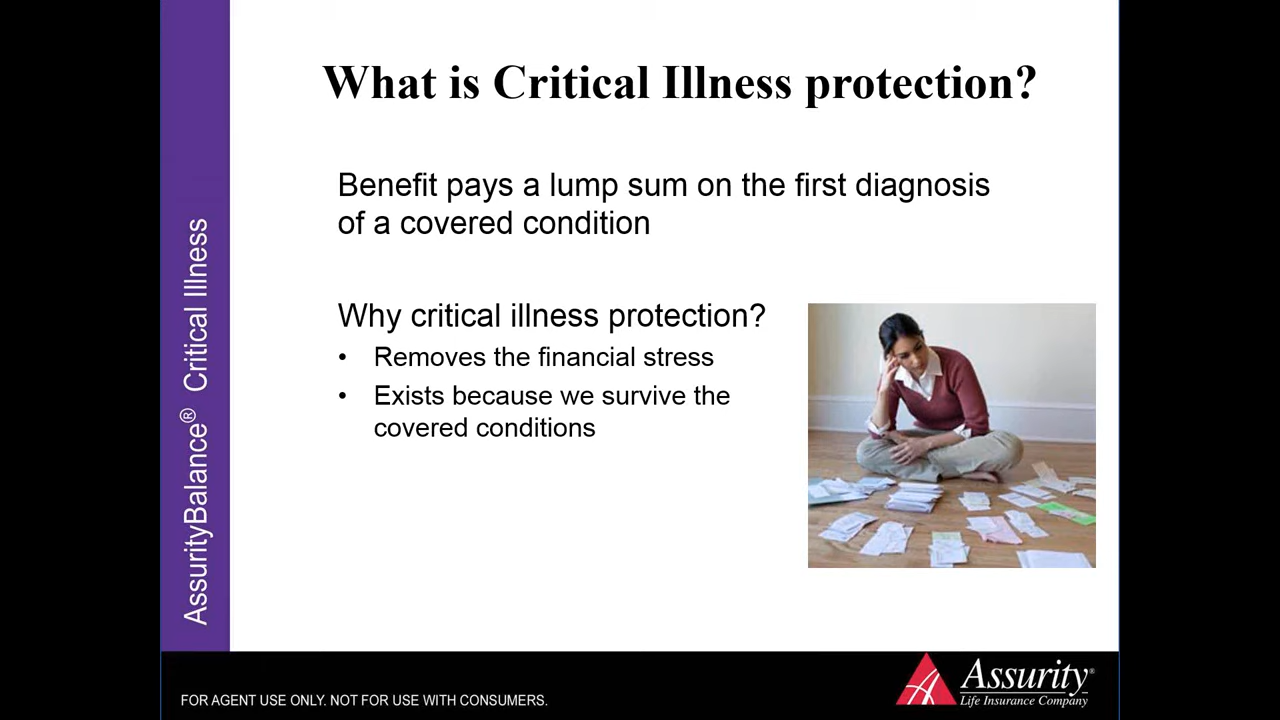 What is Critical Illness protection?
Benefit pays a lump sum on the first diagnosis
of a covered condition
Why critical illness protection?
• Removes the financial stress
• Exists because we survive the
covered conditions
AssurityBalance® Critical Illness
FOR AGENT USE ONLY. NOT FOR USE WITH CONSUMERS.
Assurity®
Life Insurance Company